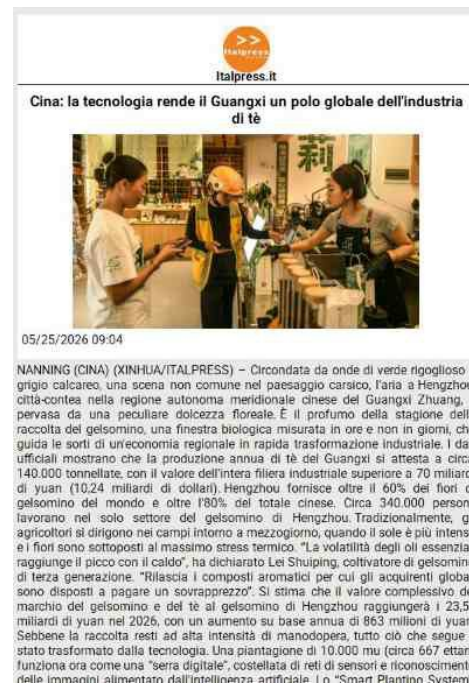 >>
Italpress
Italpress.it
Cina: la tecnologia rende il Guangxi un polo globale dell'industria
di tè
莉
05/25/2026 09:04
NANNING (CINA) (XINHUA/ITALPRESS) – Circondata da onde di verde rigoglioso
grigio calcareo, una scena non comune nel paesaggio carsico, l'aria a Hengzhou
città-contea nella regione autonoma meridionale cinese del Guangxi Zhuang,
pervasa da una peculiare dolcezza floreale. È il profumo della stagione dell
raccolta del gelsomino, una finestra biologica misurata in ore e non in giorni, ch
guida le sorti di un'economia regionale in rapida trasformazione industriale. I da
ufficiali mostrano che la produzione annua di tè del Guangxi si attesta a circ
140.000 tonnellate, con il valore dell'intera filiera industriale superiore a 70 miliar
di yuan (10,24 miliardi di dollari). Hengzhou fornisce oltre il 60% dei fiori d
gelsomino del mondo e oltre l'80% del totale cinese. Circa 340.000 person
lavorano nel solo settore del gelsomino di Hengzhou. Tradizionalmente, g
agricoltori si dirigono nei campi intorno a mezzogiorno, quando il sole è più intens
e i fiori sono sottoposti al massimo stress termico. "La volatilità degli oli essenzia
raggiunge il picco con il caldo", ha dichiarato Lei Shuiping, coltivatore di gelsomin
di terza generazione. "Rilascia i composti aromatici per cui gli acquirenti globa
sono disposti a pagare un sovrapprezzo". Si stima che il valore complessivo de
marchio del gelsomino e del tè al gelsomino di Hengzhou raggiungerà i 23,5
miliardi di yuan nel 2026, con un aumento su base annua di 863 milioni di yuan
Sebbene la raccolta resti ad alta intensità di manodopera, tutto ciò che segue
stato trasformato dalla tecnologia. Una piantagione di 10.000 mu (circa 667 ettar
funziona ora come una "serra digitale", costellata di reti di sensori e riconosciment
delle immagini alimentato dall'intelligenza artificiale. Lo "Smart Planting System